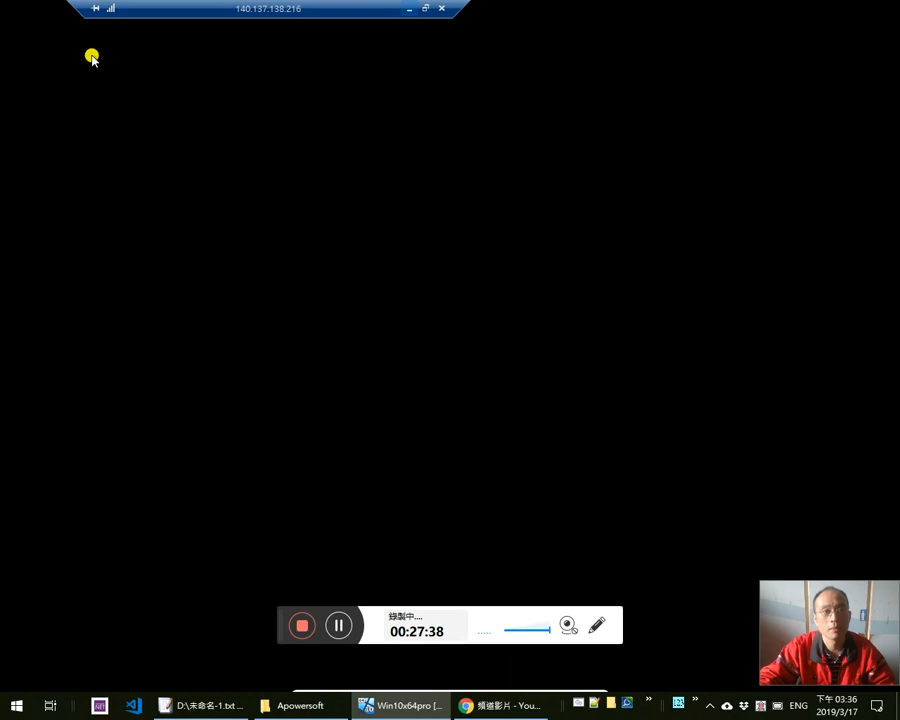 140.137.138.216
錄製中....
00:27:38
D:\未命名-1.txt ...
Apowersoft
Win10x64pro [...
頻道影片 - You...
ENG
下午 03:36
2019/3/17